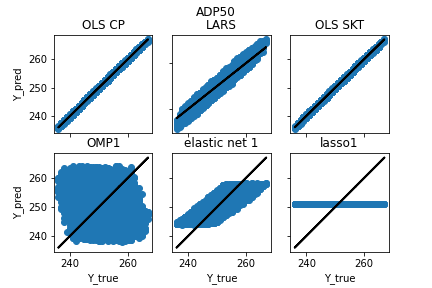 ADP50
OLS CP
LARS
OLS SKT
Y_pred
260
250
240
OMP1
elastic net 1
lasso1
Y_pred
260
250
240
240 260
240 260
240 260
Y_true
Y_true
Y_true